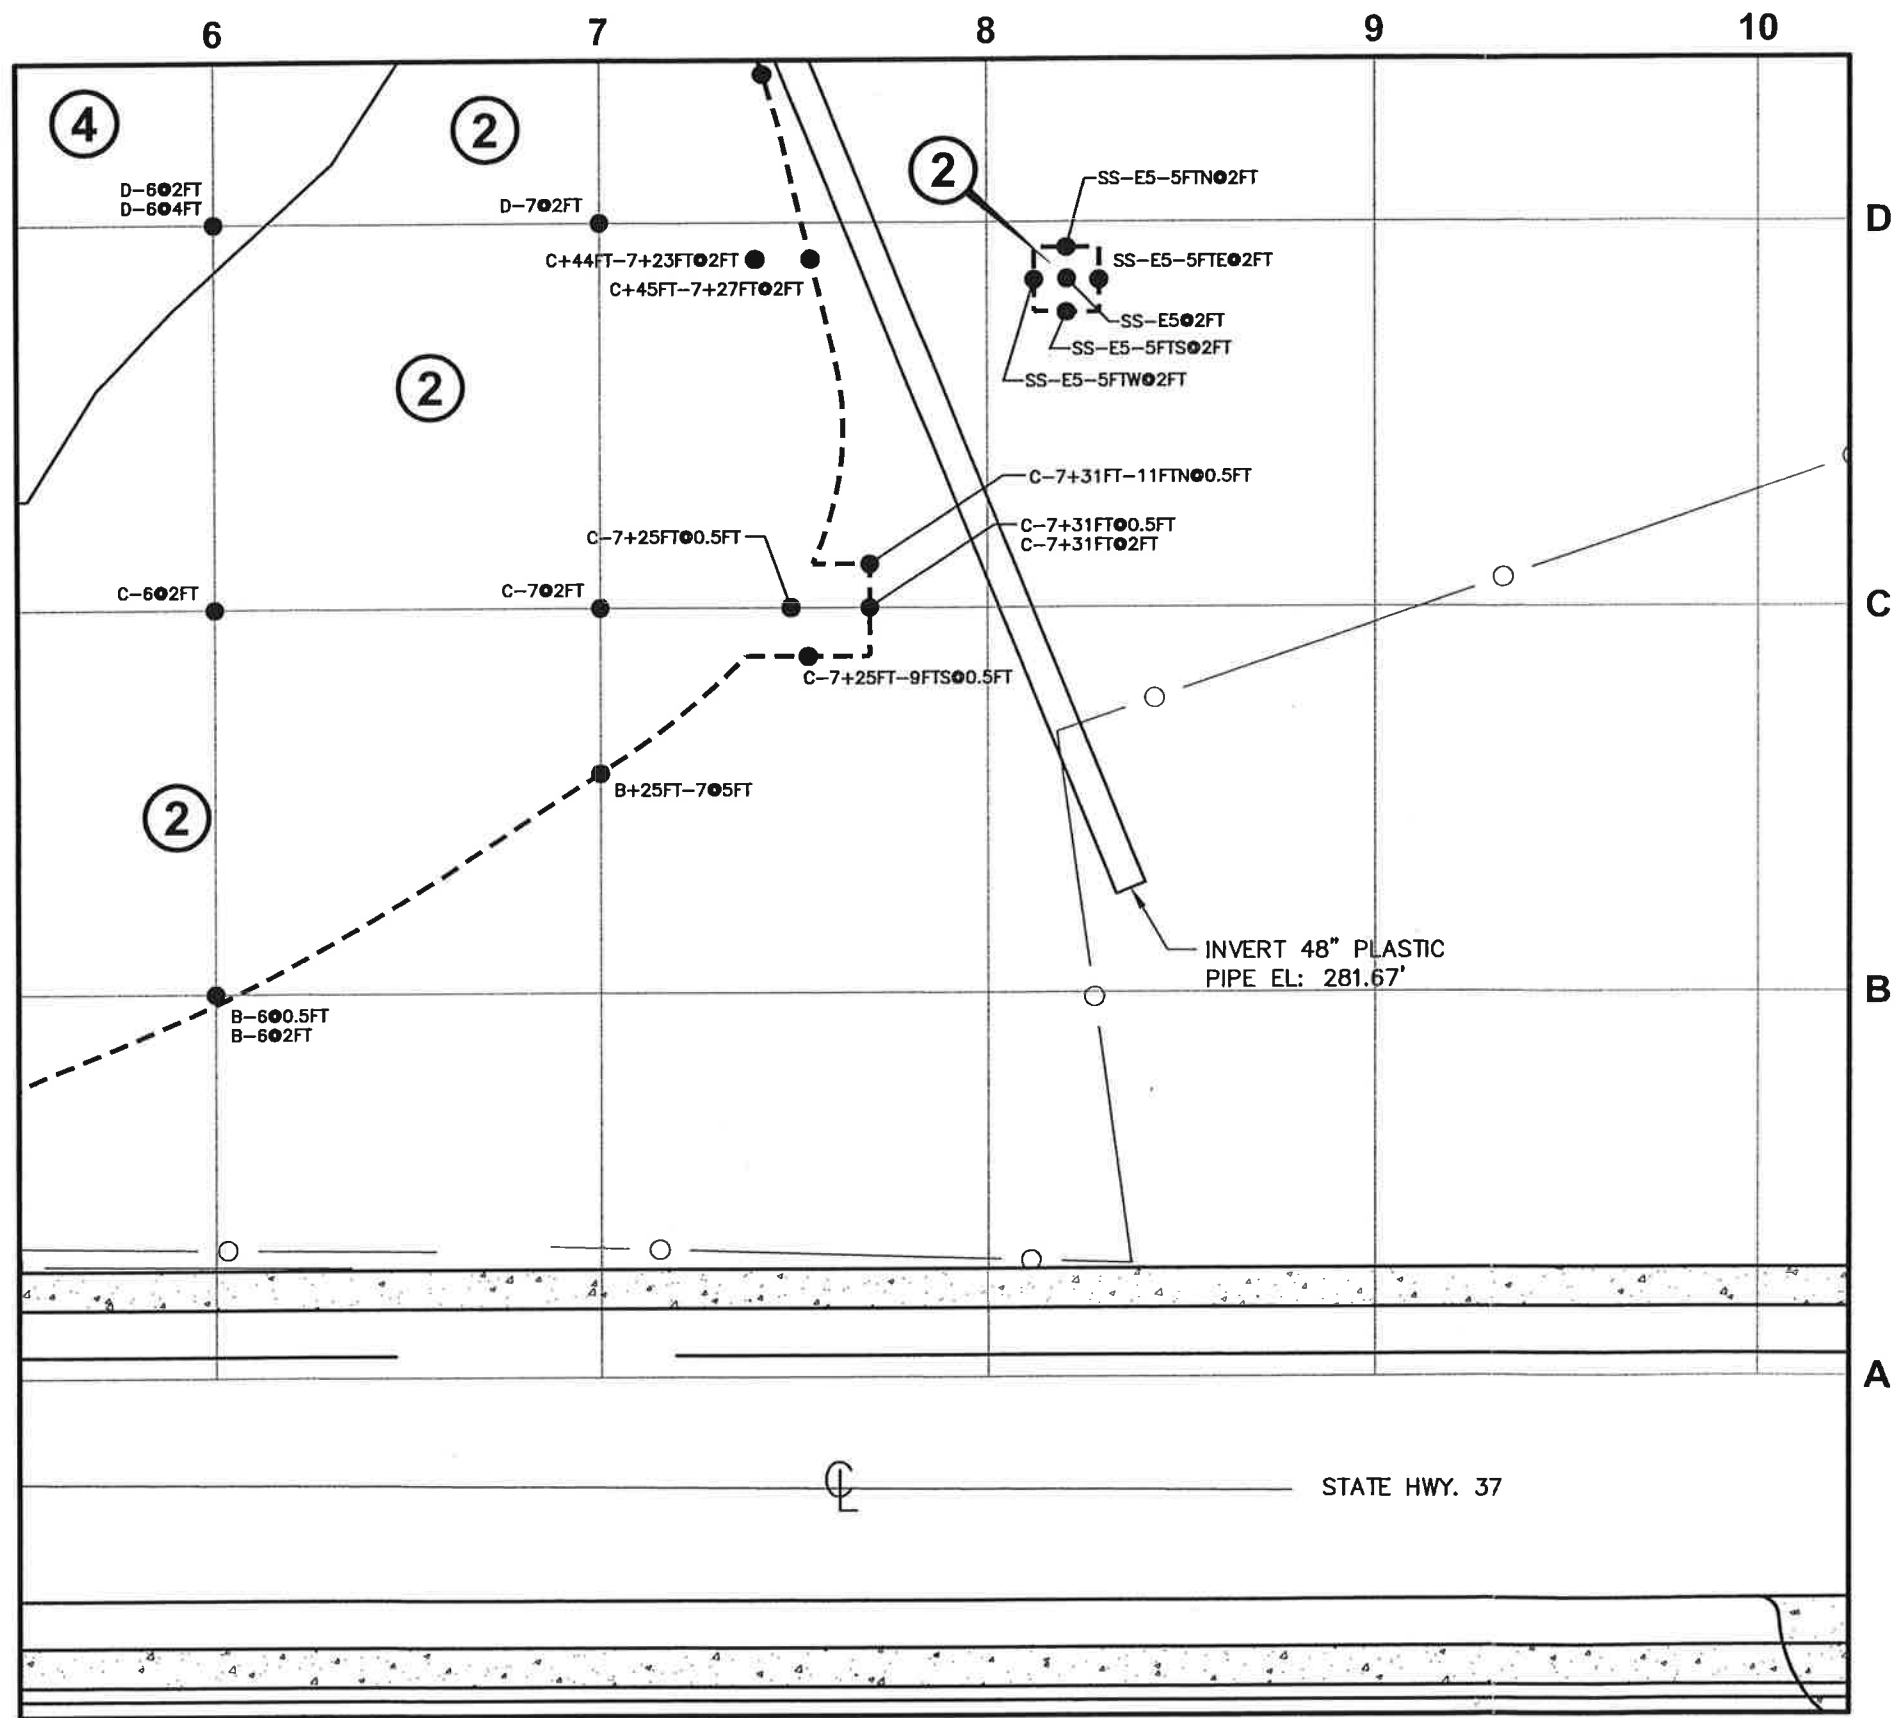 6 7 8 9 10
4
2
2
D-6@2FT
D-6@4FT
D-7@2FT
SS-E5-5FTN@2FT
D
C+44FT-7+23FT@2FT
C+45FT-7+27FT@2FT
SS-E5-5FTE@2FT
SS-E5@2FT
SS-E5-5FTS@2FT
SS-E5-5FTW@2FT
2
C-7+31FT-11FTN@0.5FT
C-7+25FT@0.5FT
C-7+31FT@0.5FT
C-7+31FT@2FT
C-6@2FT
C-7@2FT
C
C-7+25FT-9FTS@0.5FT
B+25FT-7@5FT
2
INVERT 48" PLASTIC
PIPE EL: 281.67'
B
B-6@0.5FT
B-6@2FT
A
CL
STATE HWY. 37